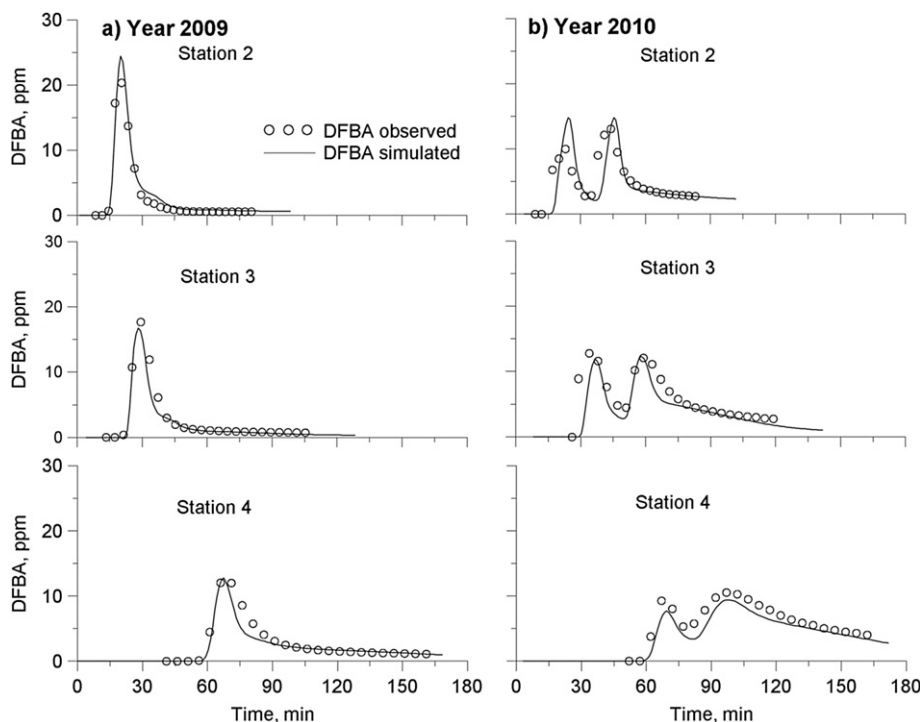 a) Year 2009
Station 2
DFBA observed
DFBA simulated
DFBA, ppm
30
20
10
0
b) Year 2010
Station 2
Station 3
DFBA, ppm
30
20
10
0
Station 3
Station 4
DFBA, ppm
30
20
10
0
0 30 60 90 120 150 180
Time, min
Station 4
0 30 60 90 120 150 180
Time, min